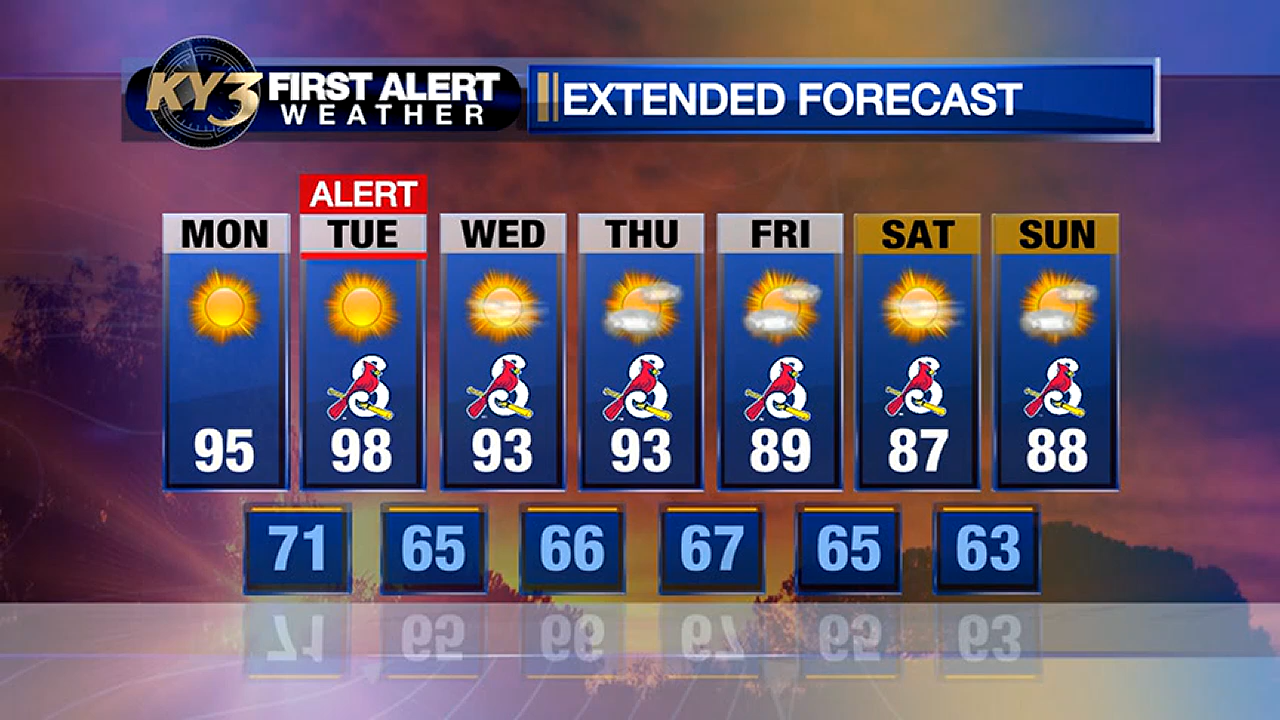 KY3 FIRST ALERT
WEATHER
EXTENDED FORECAST
ALERT
MON TUE WED THU FRI SAT SUN
95 98 93 93 89 87 88
71 65 66 67 65 63